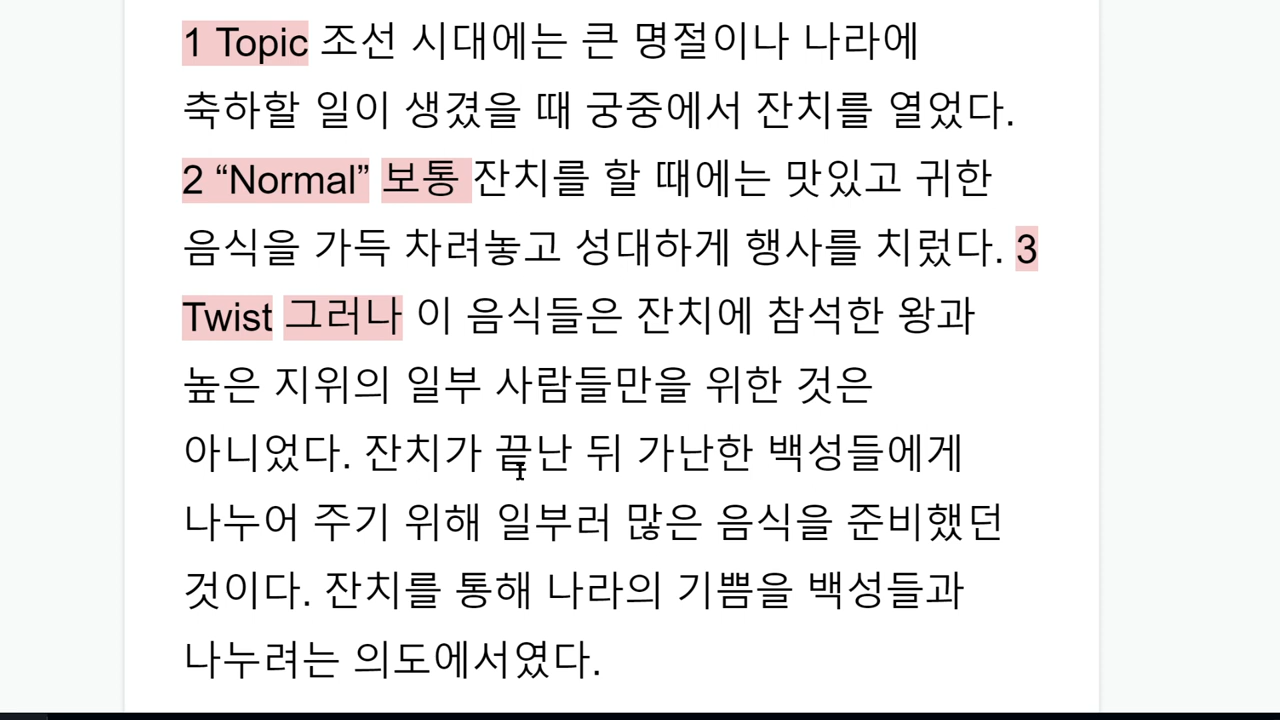 1 Topic 조선 시대에는 큰 명절이나 나라에
축하할 일이 생겼을 때 궁중에서 잔치를 열었다.
2 “Normal” 보통 잔치를 할 때에는 맛있고 귀한
음식을 가득 차려놓고 성대하게 행사를 치렀다. 3
Twist 그러나 이 음식들은 잔치에 참석한 왕과
높은 지위의 일부 사람들만을 위한 것은
아니었다. 잔치가 끝난 뒤 가난한 백성들에게
나누어 주기 위해 일부러 많은 음식을 준비했던
것이다. 잔치를 통해 나라의 기쁨을 백성들과
나누려는 의도에서였다.